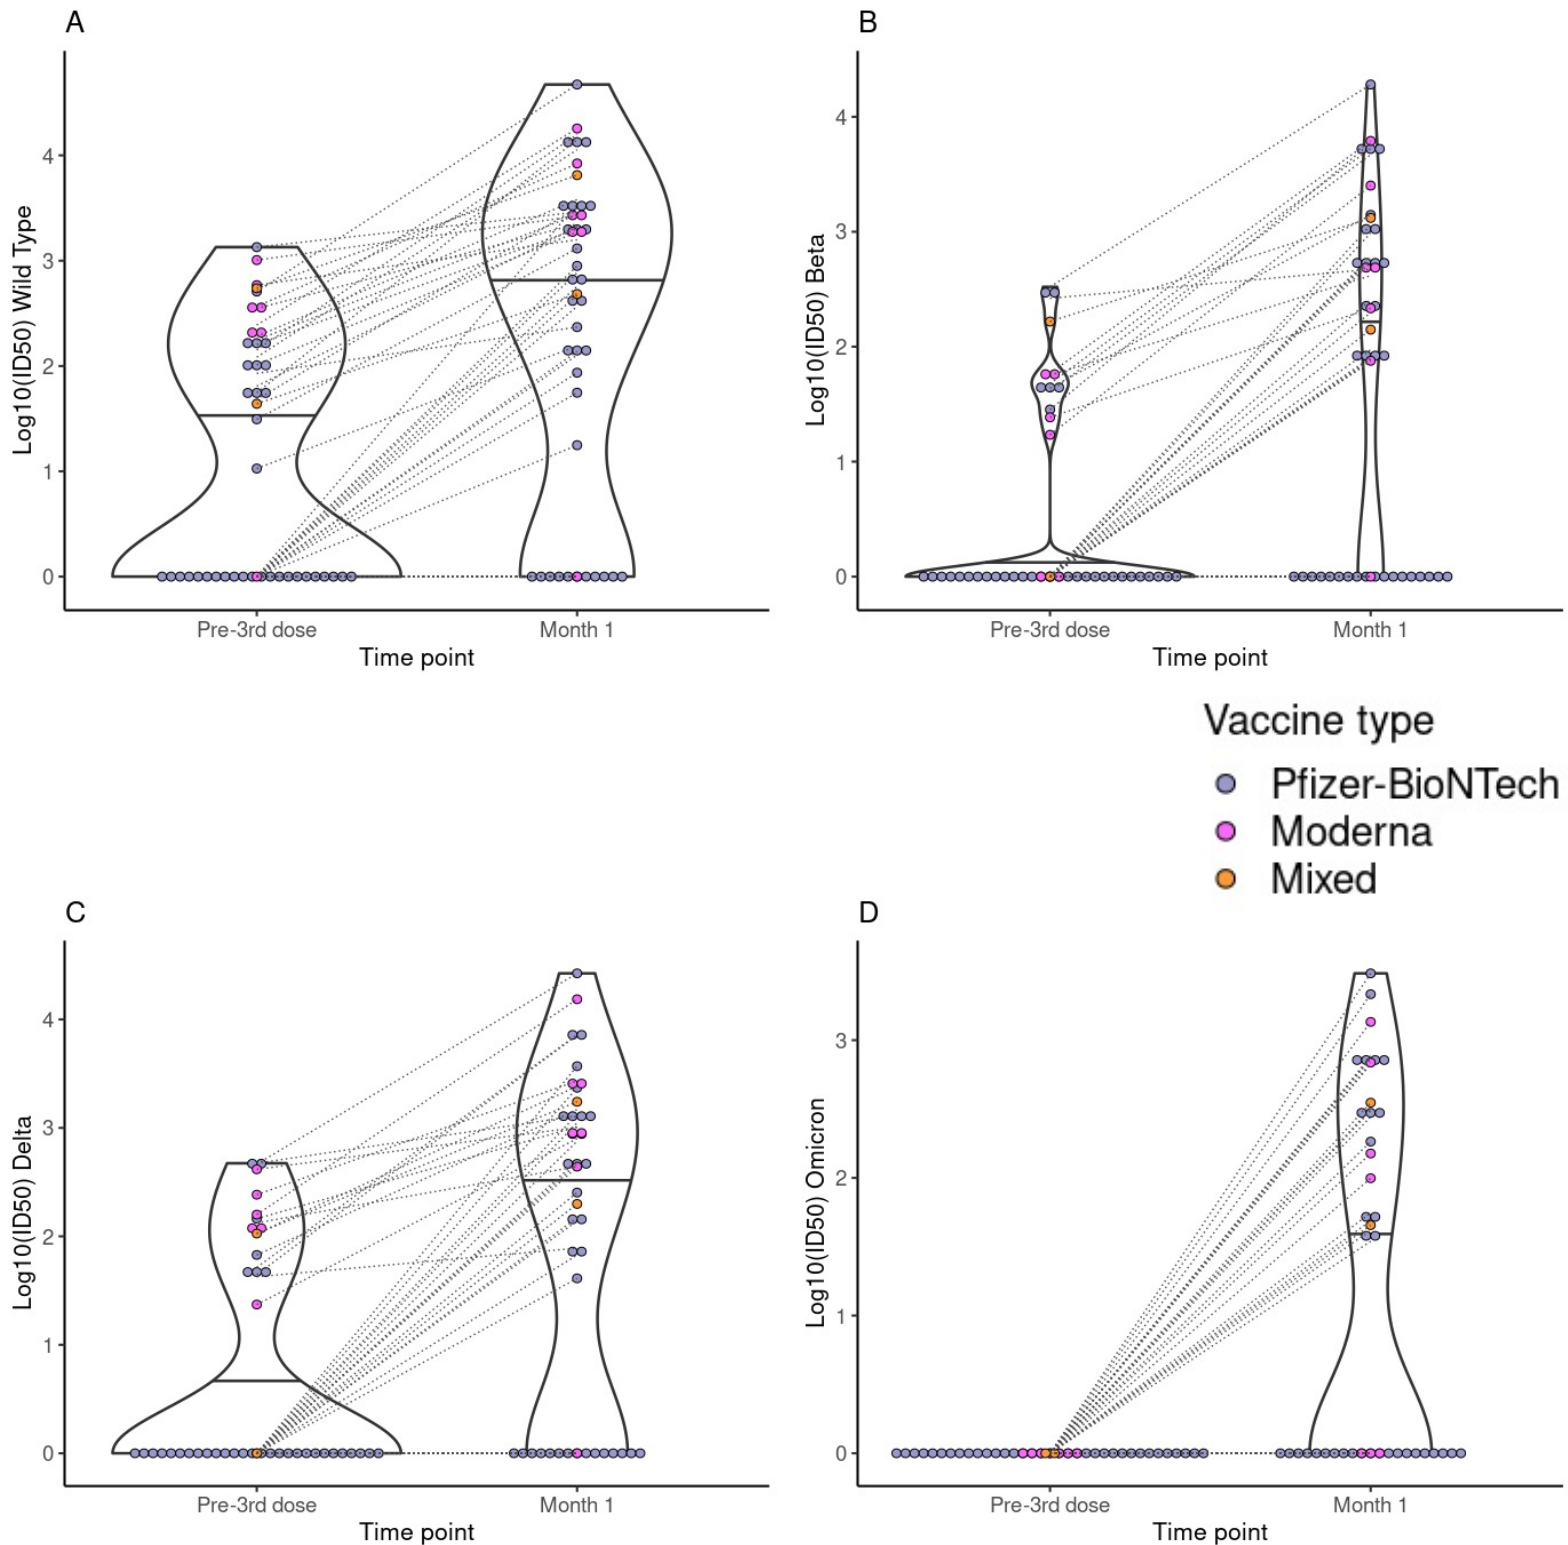 A
Log10(ID50) Wild Type
4
3
2
1
0
Pre-3rd dose Month 1
Time point
B
Log10(ID50) Beta
4
3
2
1
0
Pre-3rd dose Month 1
Time point
Vaccine type
Pfizer-BioNTech
Moderna
Mixed
C
Log10(ID50) Delta
4
3
2
1
0
Pre-3rd dose Month 1
Time point
D
Log10(ID50) Omicron
3
2
1
0
Pre-3rd dose Month 1
Time point